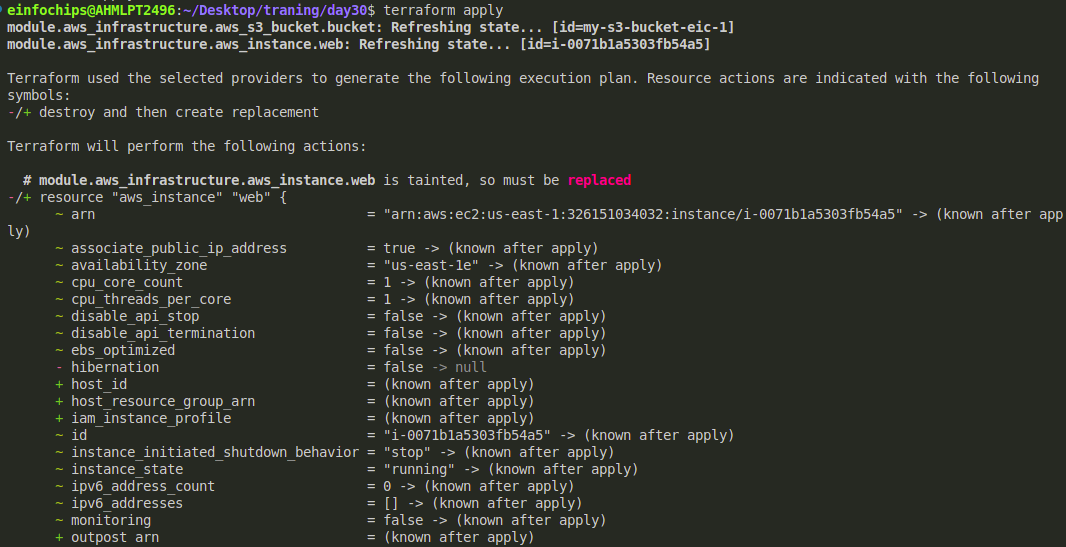 einfochips@AHMLPT2496:~/Desktop/traning/day30$ terraform apply
module.aws_infrastructure.aws_s3_bucket.bucket: Refreshing state... [id=my-s3-bucket-eic-1]
module.aws_infrastructure.aws_instance.web: Refreshing state... [id=i-0071b1a5303fb54a5]
Terraform used the selected providers to generate the following execution plan. Resource actions are indicated with the following
symbols:
-/+ destroy and then create replacement
Terraform will perform the following actions:
# module.aws_infrastructure.aws_instance.web is tainted, so must be replaced
-/+ resource "aws_instance" "web" {
~ arn = "arn:aws:ec2:us-east-1:326151034032:instance/i-0071b1a5303fb54a5" -> (known after app
ly)
~ associate_public_ip_address = true -> (known after apply)
~ availability_zone = "us-east-1e" -> (known after apply)
~ cpu_core_count = 1 -> (known after apply)
~ cpu_threads_per_core = 1 -> (known after apply)
~ disable_api_stop = false -> (known after apply)
~ disable_api_termination = false -> (known after apply)
~ ebs_optimized = false -> (known after apply)
- hibernation = false -> null
+ host_id = (known after apply)
+ host_resource_group_arn = (known after apply)
+ iam_instance_profile = (known after apply)
~ id = "i-0071b1a5303fb54a5" -> (known after apply)
~ instance_initiated_shutdown_behavior = "stop" -> (known after apply)
~ instance_state = "running" -> (known after apply)
~ ipv6_address_count = 0 -> (known after apply)
~ ipv6_addresses = [] -> (known after apply)
~ monitoring = false -> (known after apply)
+ outpost_arn = (known after apply)